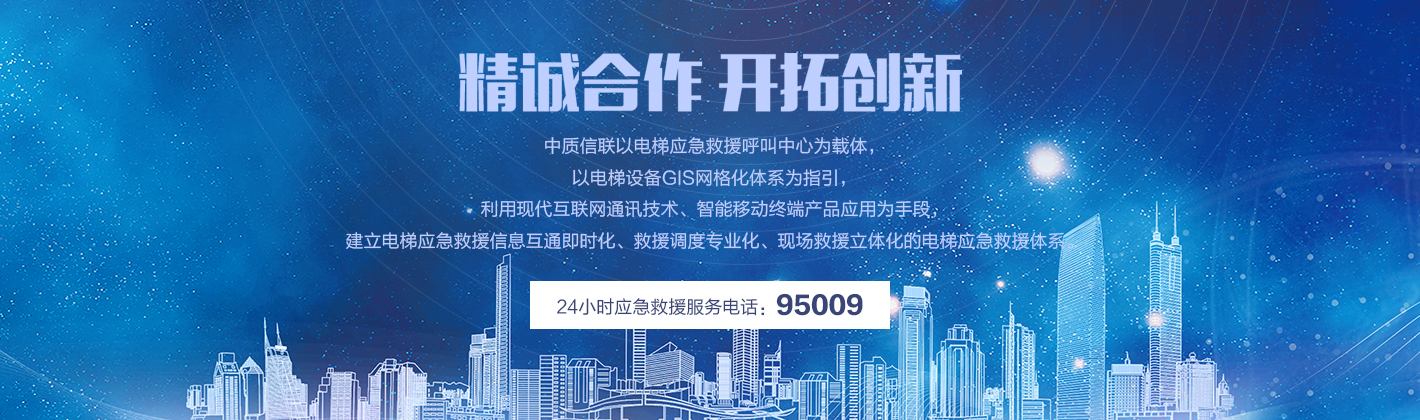 精诚合作 开拓创新
中质信联以电梯应急救援呼叫中心为载体，
以电梯设备GIS网格化体系为指引，
利用现代互联网通讯技术、智能移动终端产品应用为手段，
建立电梯应急救援信息互通即时化、救援调度专业化、现场救援立体化的电梯应急救援体系。
24小时应急救援服务电话：95009